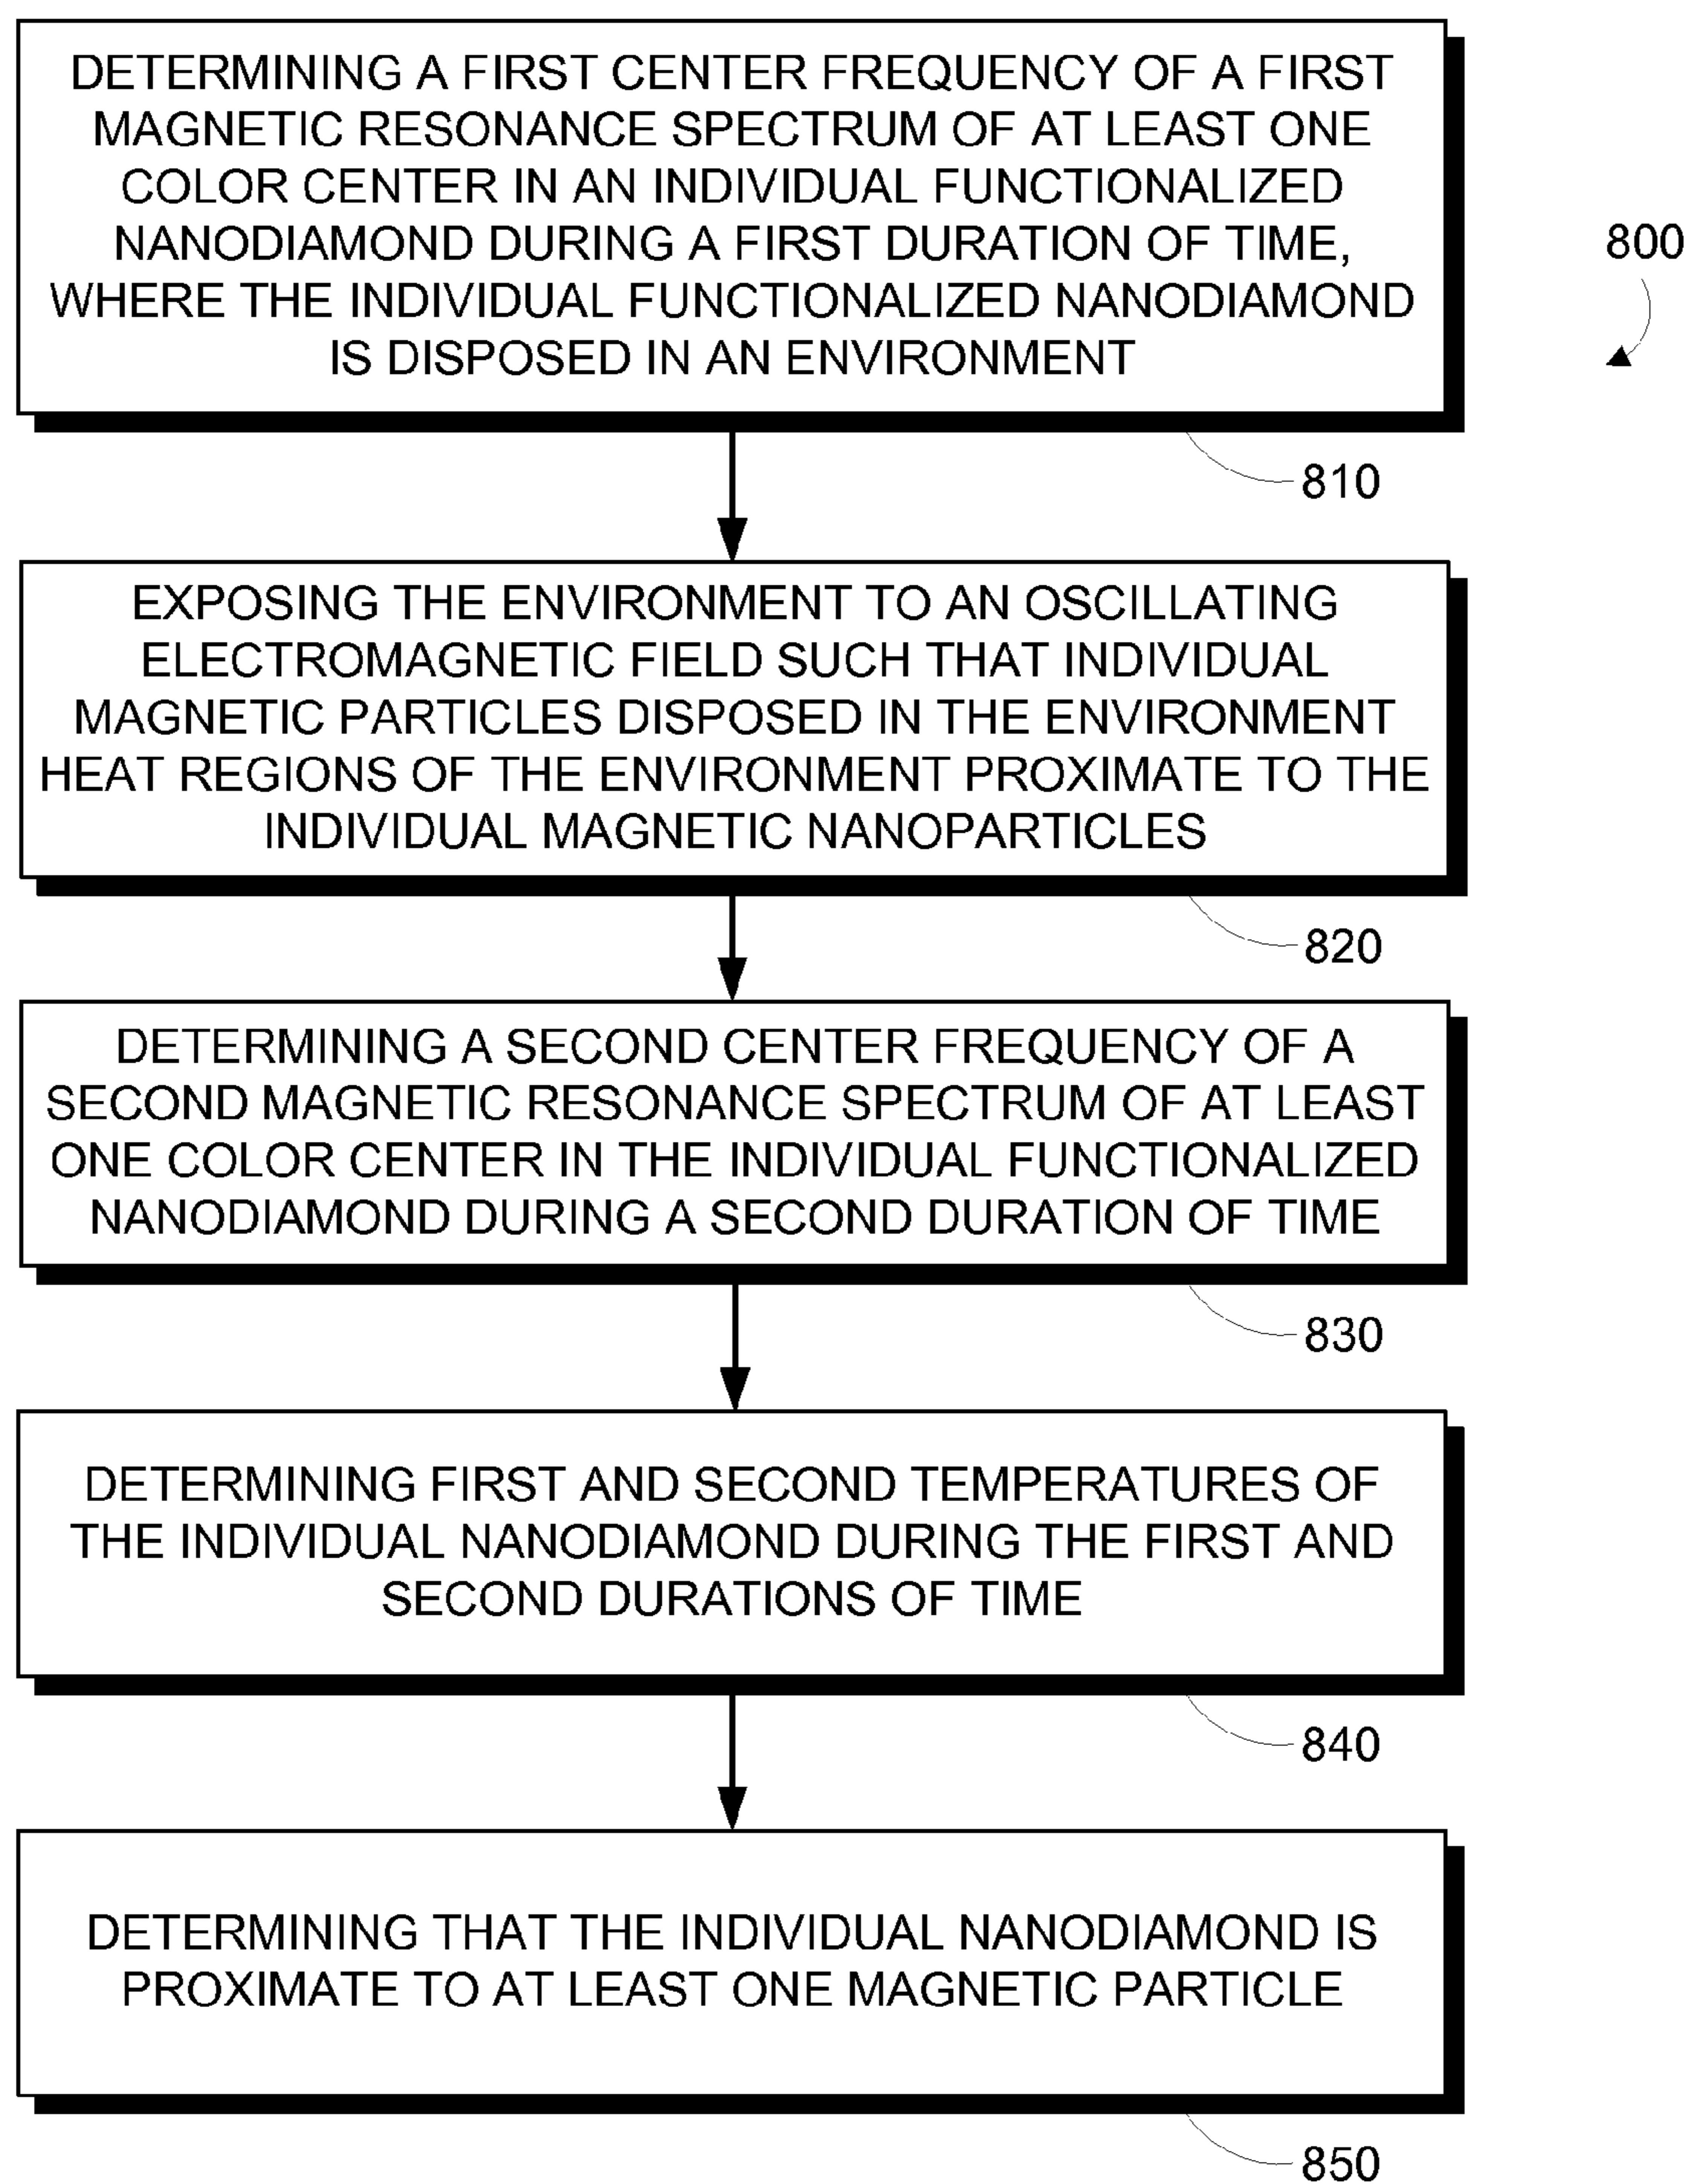 DETERMINING A FIRST CENTER FREQUENCY OF A FIRST
MAGNETIC RESONANCE SPECTRUM OF AT LEAST ONE
COLOR CENTER IN AN INDIVIDUAL FUNCTIONALIZED
NANODIAMOND DURING A FIRST DURATION OF TIME,
WHERE THE INDIVIDUAL FUNCTIONALIZED NANODIAMOND
IS DISPOSED IN AN ENVIRONMENT
800
810
EXPOSING THE ENVIRONMENT TO AN OSCILLATING
ELECTROMAGNETIC FIELD SUCH THAT INDIVIDUAL
MAGNETIC PARTICLES DISPOSED IN THE ENVIRONMENT
HEAT REGIONS OF THE ENVIRONMENT PROXIMATE TO THE
INDIVIDUAL MAGNETIC NANOPARTICLES
820
DETERMINING A SECOND CENTER FREQUENCY OF A
SECOND MAGNETIC RESONANCE SPECTRUM OF AT LEAST
ONE COLOR CENTER IN THE INDIVIDUAL FUNCTIONALIZED
NANODIAMOND DURING A SECOND DURATION OF TIME
830
DETERMINING FIRST AND SECOND TEMPERATURES OF
THE INDIVIDUAL NANODIAMOND DURING THE FIRST AND
SECOND DURATIONS OF TIME
840
DETERMINING THAT THE INDIVIDUAL NANODIAMOND IS
PROXIMATE TO AT LEAST ONE MAGNETIC PARTICLE
850